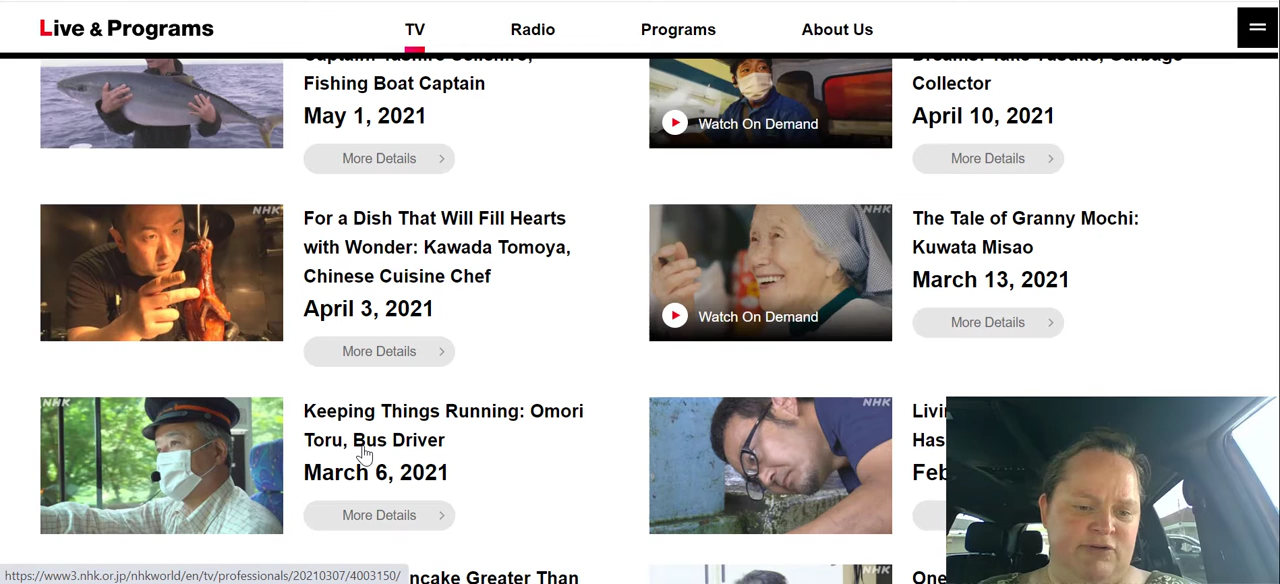 Live & Programs
TV
Radio
Programs
About Us
Fishing Boat Captain
May 1, 2021
More Details
Watch On Demand
Collector
April 10, 2021
More Details
NHK
For a Dish That Will Fill Hearts
with Wonder: Kawada Tomoya,
Chinese Cuisine Chef
April 3, 2021
More Details
NHK
Watch On Demand
The Tale of Granny Mochi:
Kuwata Misao
March 13, 2021
More Details
NHK
Keeping Things Running: Omori
Toru, Bus Driver
March 6, 2021
More Details
NHK
https://www3.nhk.or.jp/nhkworld/en/tv/professionals/20210307/4003150/
Greater Than
NHK